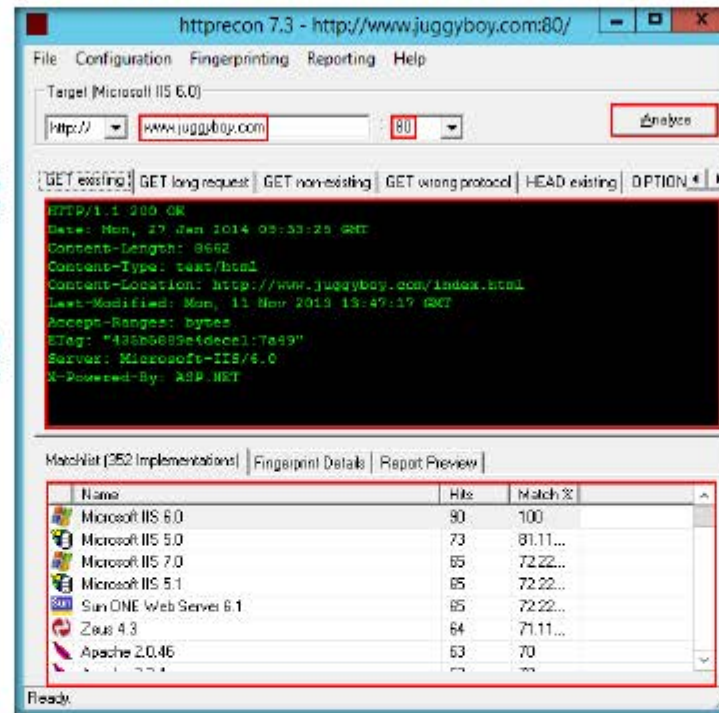 httprecon 7.3 - http://www.juggyboy.com:80/
File Configuration Fingerprinting Reporting Help
Target (Microsoft IIS 6.0)
http:// www.juggyboy.com : 80 Analyze
GET existing GET long request GET non-existing GET wrong protocol HEAD existing OPTION
HTTP/1.1 200 OK
Date: Mon, 27 Jan 2014 09:53:25 GMT
Content-Length: 8662
Content-Type: text/html
Content-Location: http://www.juggyboy.com/index.html
Last-Modified: Mon, 11 Nov 2013 13:47:17 GMT
Accept-Ranges: bytes
ETag:
Server: Microsoft-IIS/6.0
X-Powered-By: ASP.NET
Matchlist (352 Implementations) Fingerprint Details Report Preview
Name Hits Match %
Microsoft IIS 6.0 90 100
Microsoft IIS 5.0 73 81.11...
Microsoft IIS 7.0 65 72.22...
Microsoft IIS 5.1 65 72.22...
Sun ONE Web Server 6.1 65 72.22...
Zeus 4.3 64 71.11...
Apache 2.0.46 63 70
Ready.